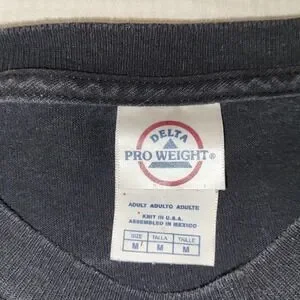 DELTA
PRO WEIGHT®
ADULT ADULTO ADULTE
KNIT IN U.S.A.
ASSEMBLED IN MEXICO
SIZE TALLA TAILLE
M M M